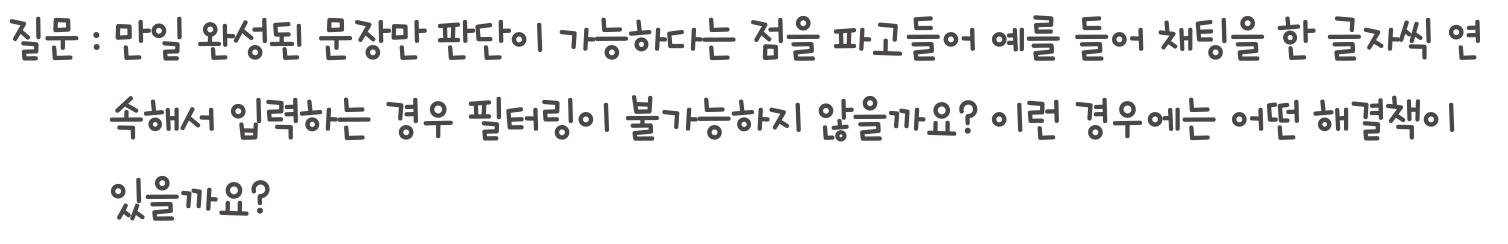 질문 : 만일 완성된 문장만 판단이 가능하다는 점을 파고들어 예를 들어 채팅을 한 글자씩 연
속해서 입력하는 경우 필터링이 불가능하지 않을까요? 이런 경우에는 어떤 해결책이
있을까요?